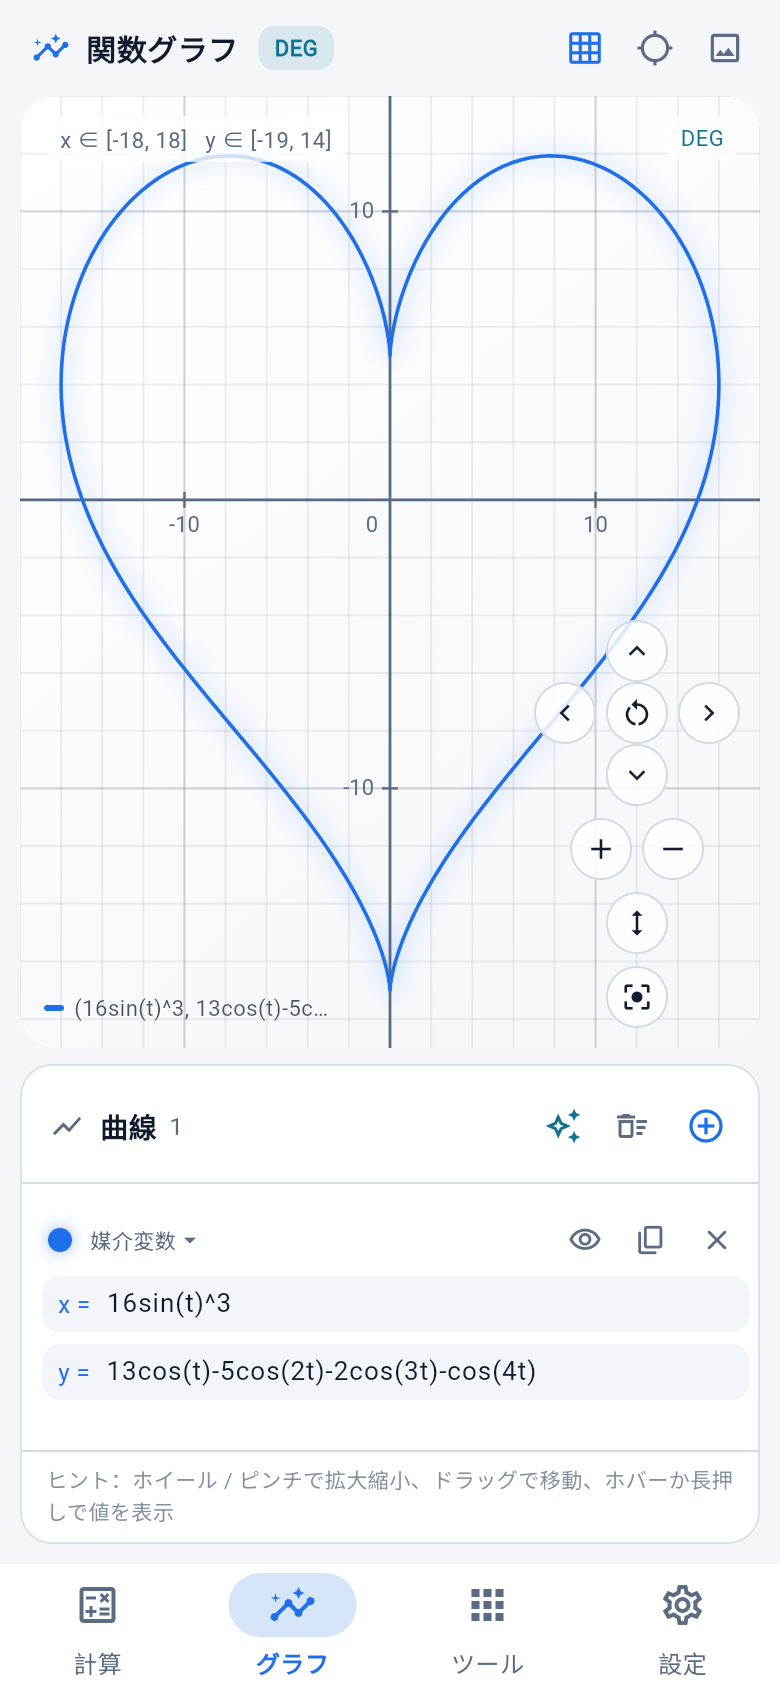 関数グラフ DEG
x ∈ [-18, 18] y ∈ [-19, 14] DEG
10
-10 0 10
-10
(16sin(t)^3, 13cos(t)-5c…
曲線 1
媒介変数
x = 16sin(t)^3
y = 13cos(t)-5cos(2t)-2cos(3t)-cos(4t)
ヒント: ホイール / ピンチで拡大縮小、ドラッグで移動、ホバーか長押
しで値を表示
計算 グラフ ツール 設定